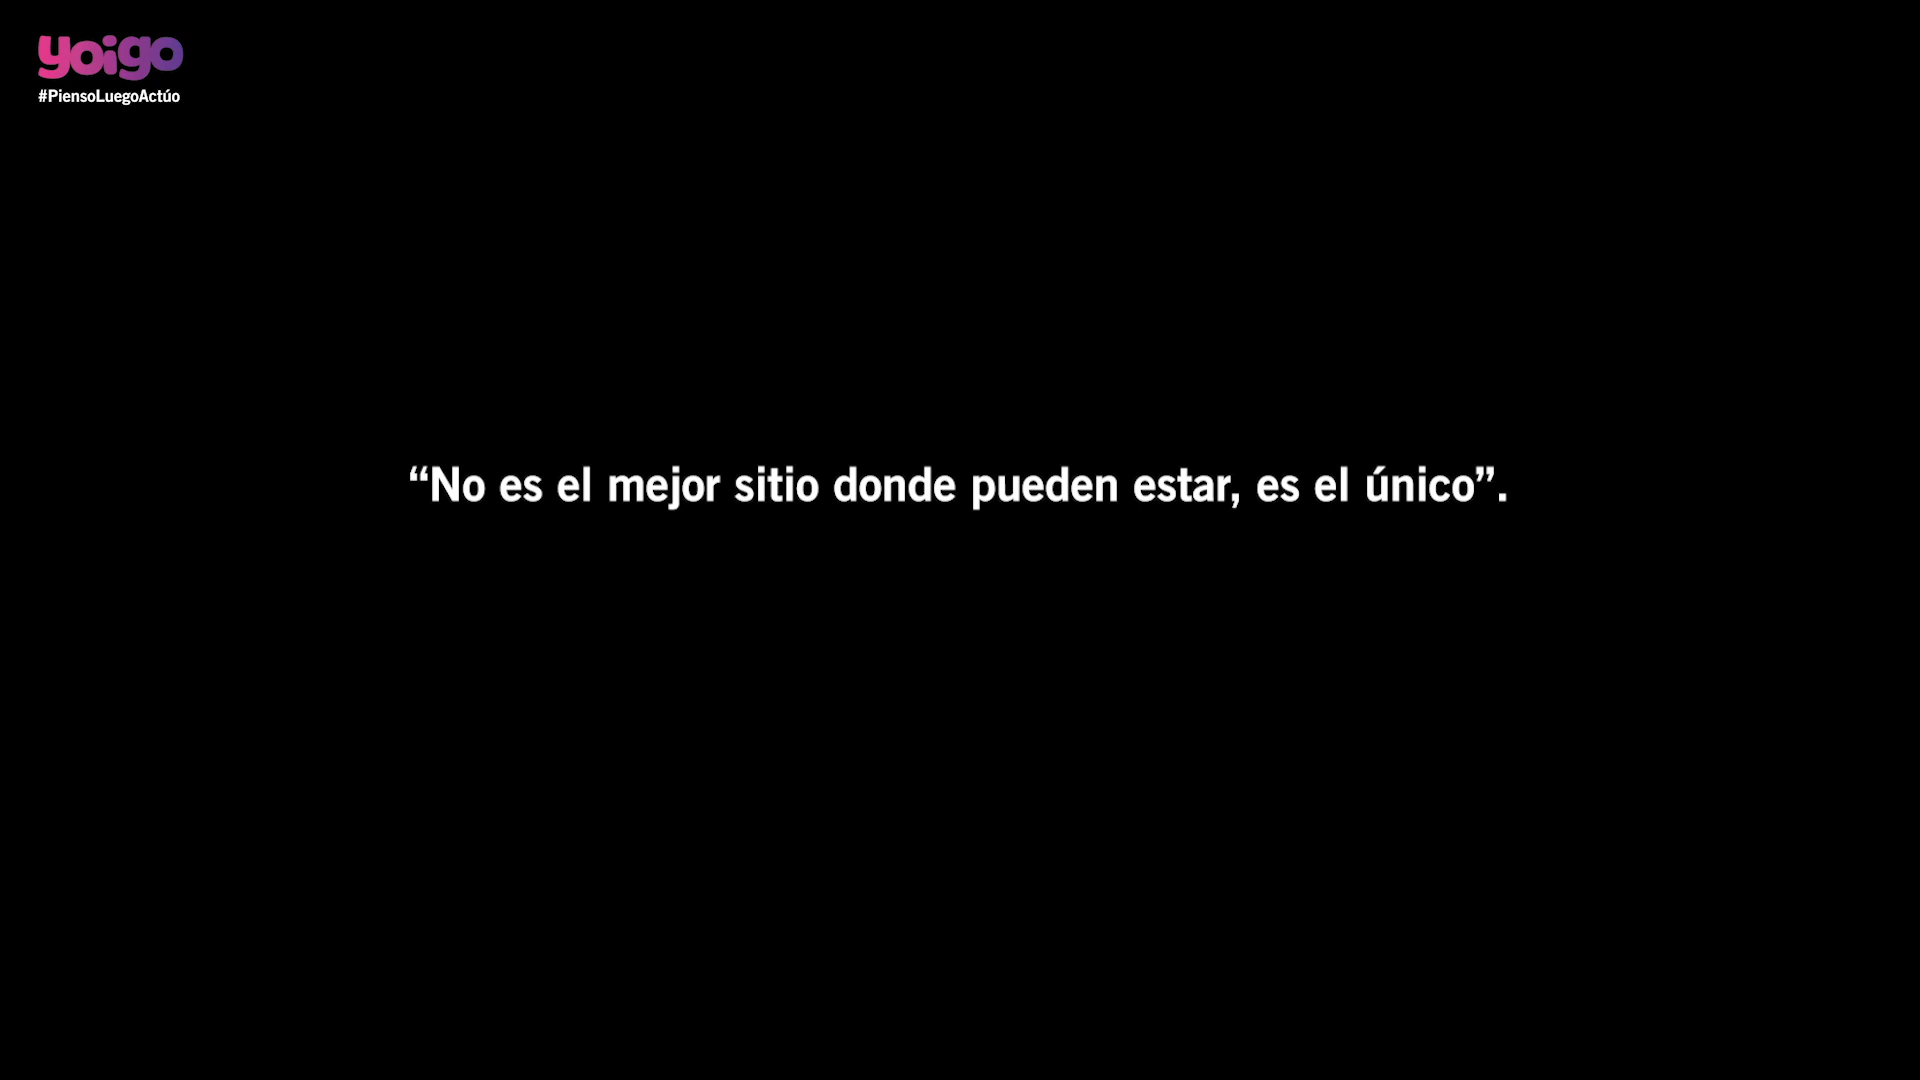 yoigo
#PiensoLuegoActúo
“No es el mejor sitio donde pueden estar, es el único”.